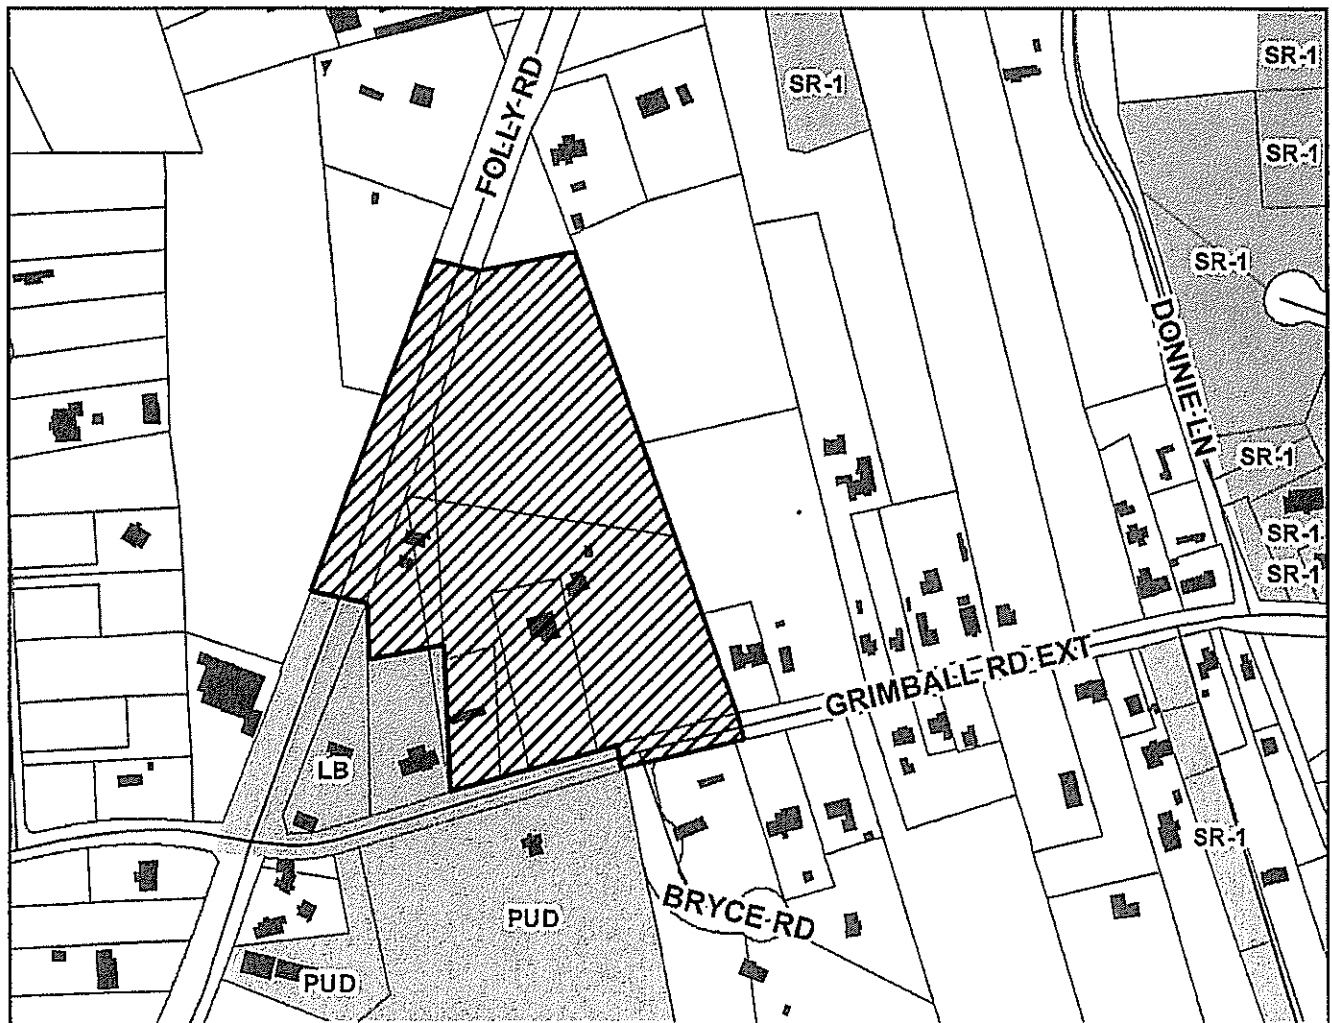 SR-1
SR-1
FOLLY RD
SR-1
SR-1
DONNIE LN
SR-1
SR-1
SR-1
GRIMBALL RD EXT
LB
SR-1
BRYCE RD
PUD
PUD